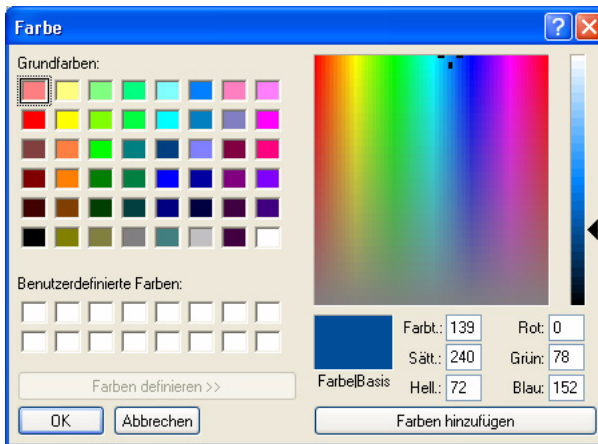 Farbe
Grundfarben:
Benutzerdefinierte Farben:
Farben definieren >>
OK
Abbrechen
Farbe|Basis
Farbt.: 139
Sätt.: 240
Hell.: 72
Rot: 0
Grün: 78
Blau: 152
Farben hinzufügen